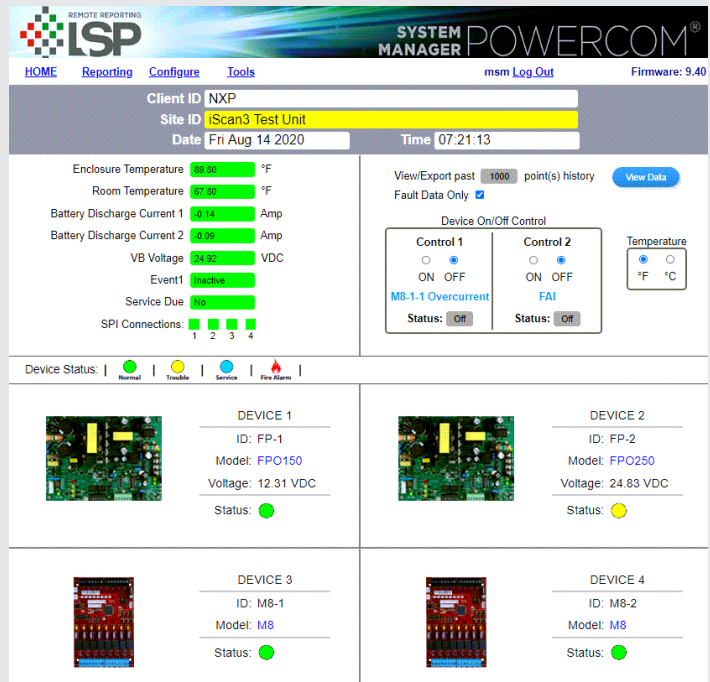 REMOTE REPORTING
LSP
SYSTEM MANAGER POWERCOM®
HOME Reporting Configure Tools msm Log Out Firmware: 9.40
Client ID NXP
Site ID iScan3 Test Unit
Date Fri Aug 14 2020 Time 07:21:13
Enclosure Temperature 89.80 °F
Room Temperature 67.80 °F
Battery Discharge Current 1 -0.14 Amp
Battery Discharge Current 2 -0.09 Amp
VB Voltage 24.92 VDC
Event1 Inactive
Service Due No
SPI Connections:
1 2 3 4
View/Export past 1000 point(s) history View Data
Fault Data Only
Device On/Off Control
Control 1 Control 2
ON OFF ON OFF
M8-1-1 Overcurrent FAI
Status: Off Status: Off
Temperature
°F °C
Device Status: | Normal | Trouble | Service | Fire Alarm |
DEVICE 1
ID: FP-1
Model: FPO150
Voltage: 12.31 VDC
Status:
DEVICE 2
ID: FP-2
Model: FPO250
Voltage: 24.83 VDC
Status:
DEVICE 3
ID: M8-1
Model: M8
Status:
DEVICE 4
ID: M8-2
Model: M8
Status: